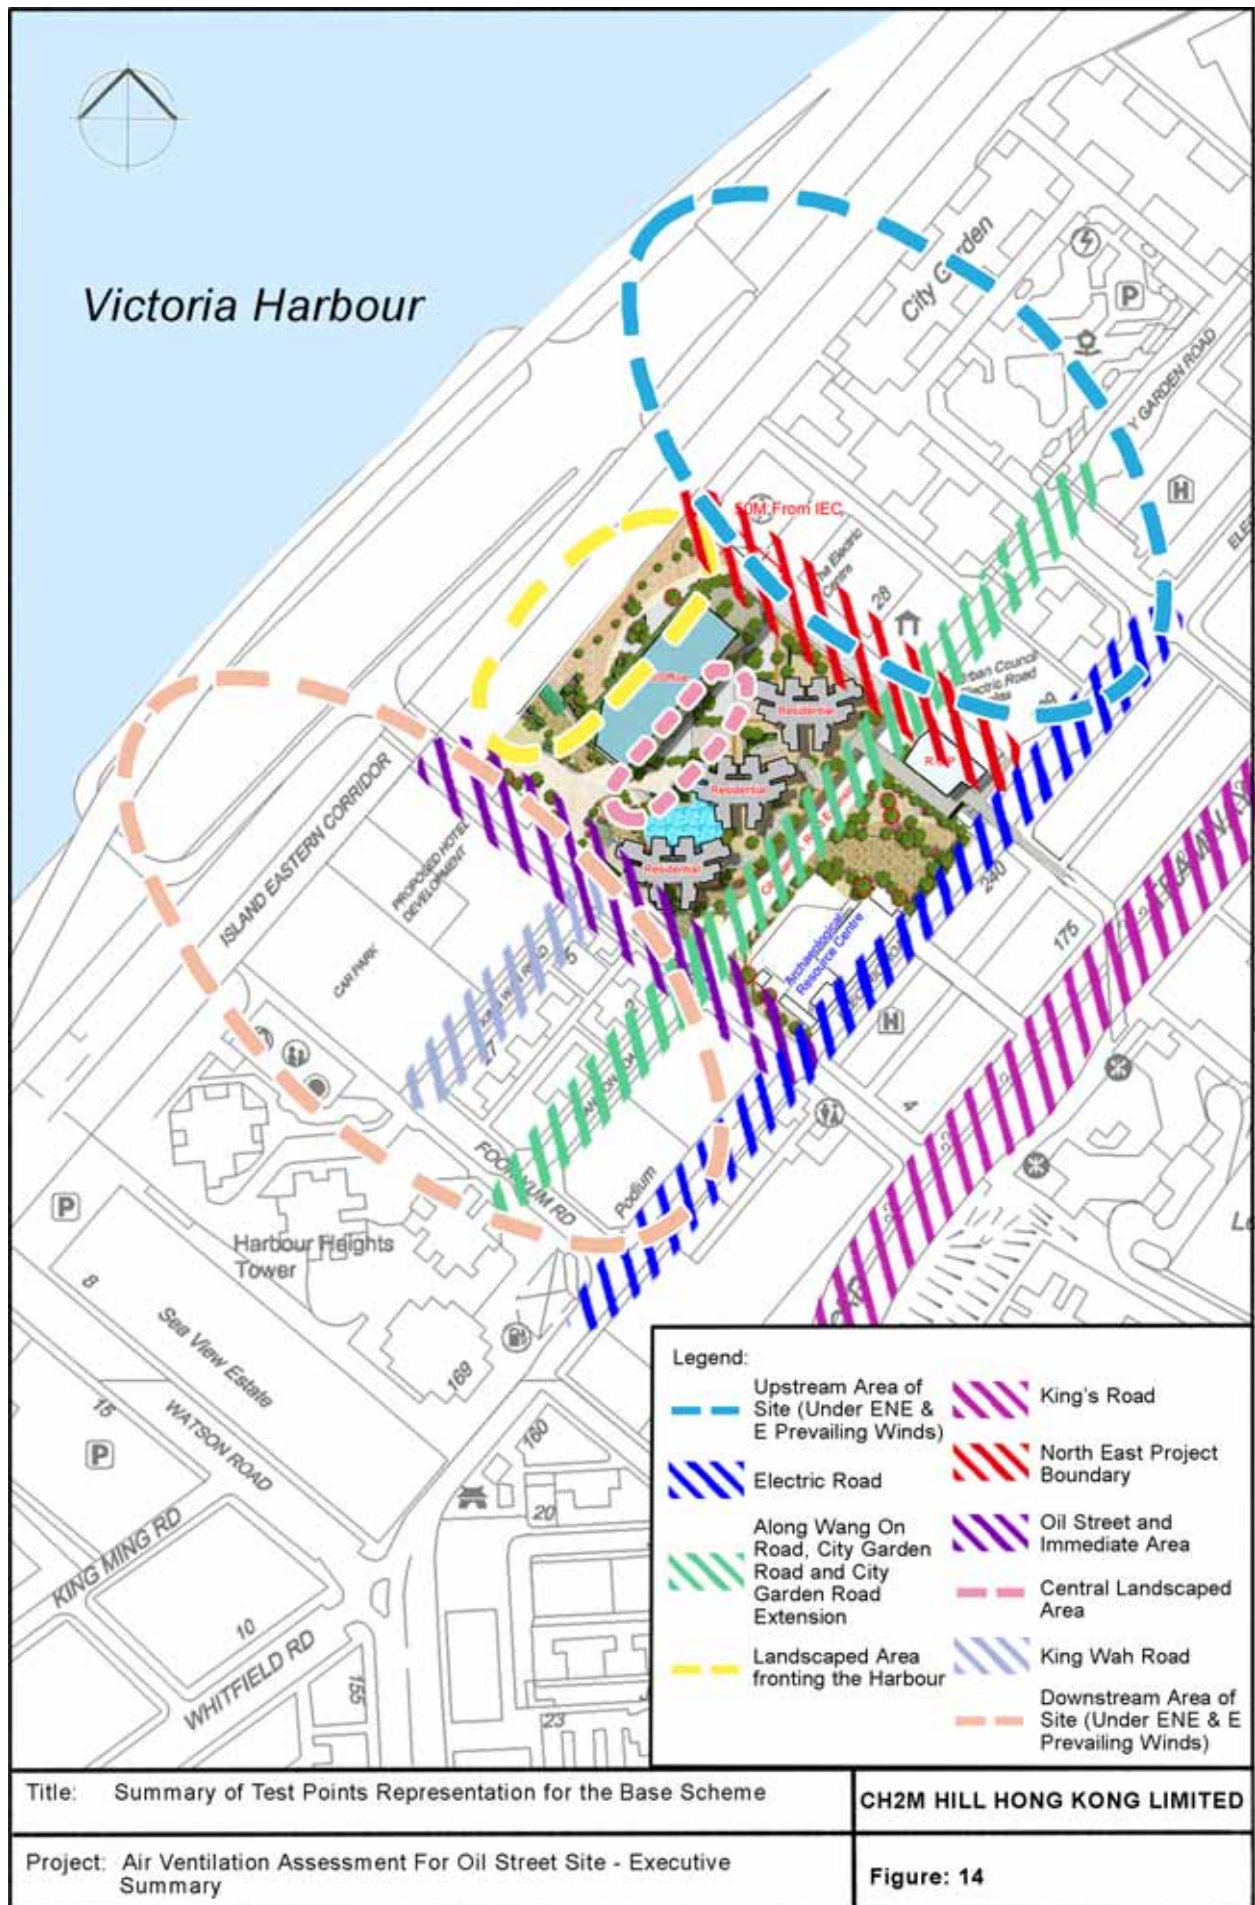 Victoria Harbour
City Garden
P
Y GARDEN ROAD
H
50M From IEC
The Electric
Centre
28
Urban Council
Electric Road
Residential
R C P
Residential
Residential
ISLAND EASTERN CORRIDOR
PROPOSED HOTEL
DEVELOPMENT
CAR PARK
5
27
2
Archaeological
Resource Centre
240
175
TRAMWAY
H
4
FOOK YUM RD
Podium
P
Harbour Heights
Tower
8
Sea View Estate
169
15
WATSON ROAD
P
160
20
KING MING RD
10
WHITFIELD RD
155
23
Legend:
Upstream Area of
Site (Under ENE &
E Prevailing Winds)
Electric Road
Along Wang On
Road, City Garden
Road and City
Garden Road
Extension
Landscaped Area
fronting the Harbour
King's Road
North East Project
Boundary
Oil Street and
Immediate Area
Central Landscaped
Area
King Wah Road
Downstream Area of
Site (Under ENE & E
Prevailing Winds)
Title: Summary of Test Points Representation for the Base Scheme
CH2M HILL HONG KONG LIMITED
Project: Air Ventilation Assessment For Oil Street Site - Executive
Summary
Figure: 14